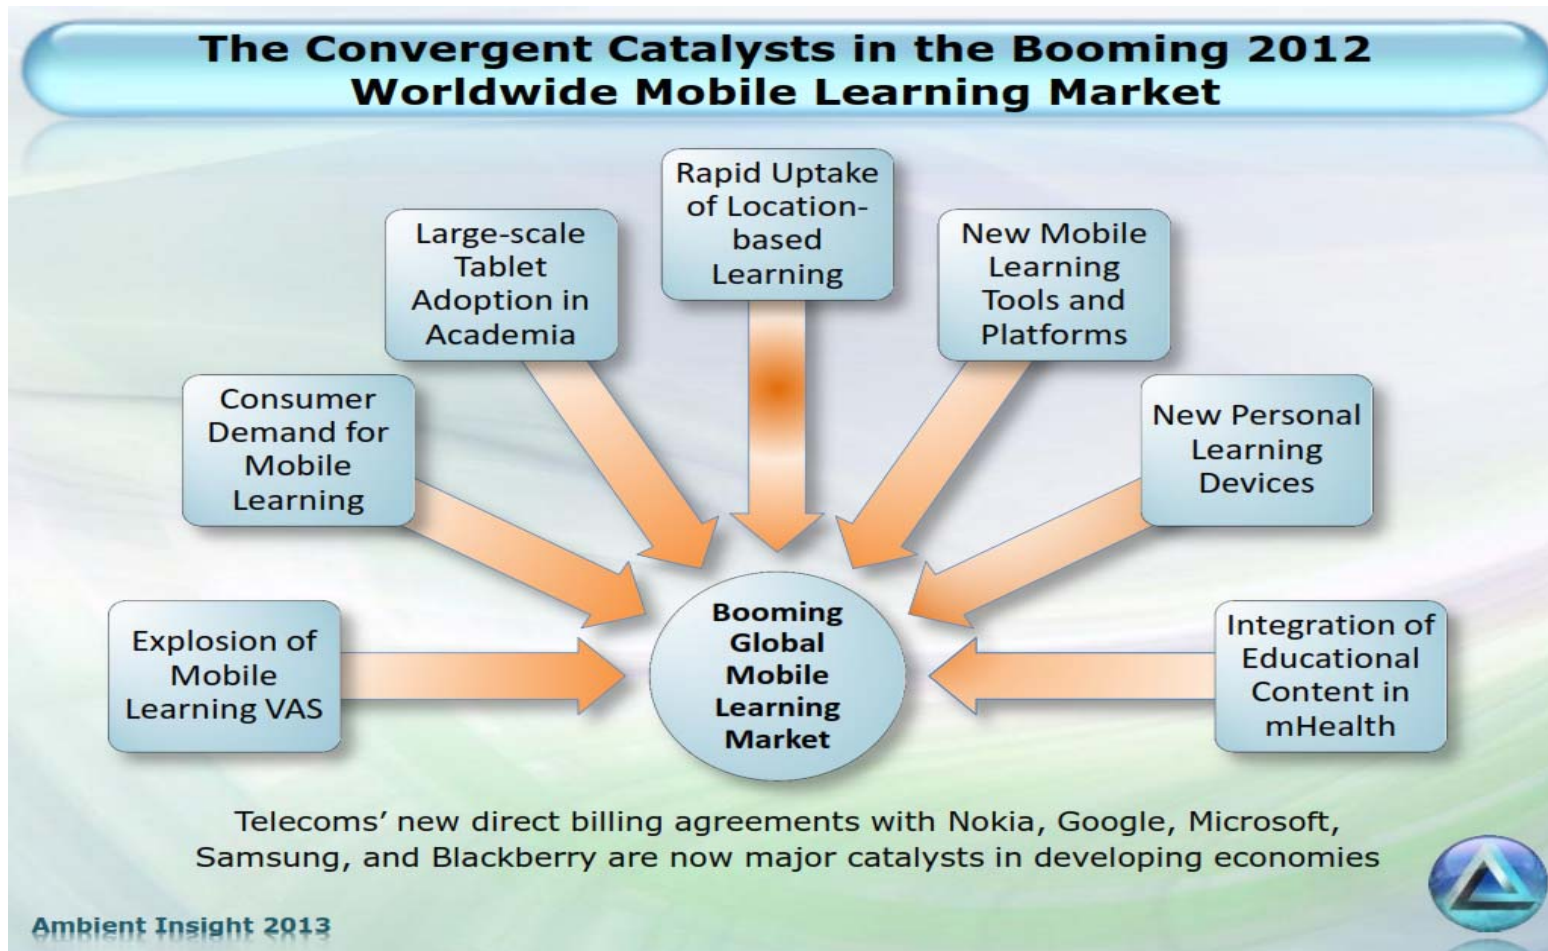 The Convergent Catalysts in the Booming 2012
Worldwide Mobile Learning Market
Rapid Uptake
of Location-
based
Learning
Large-scale
Tablet
Adoption in
Academia
New Mobile
Learning
Tools and
Platforms
Consumer
Demand for
Mobile
Learning
New Personal
Learning
Devices
Explosion of
Mobile
Learning VAS
Booming
Global
Mobile
Learning
Market
Integration of
Educational
Content in
mHealth
Telecoms’ new direct billing agreements with Nokia, Google, Microsoft,
Samsung, and Blackberry are now major catalysts in developing economies
Ambient Insight 2013